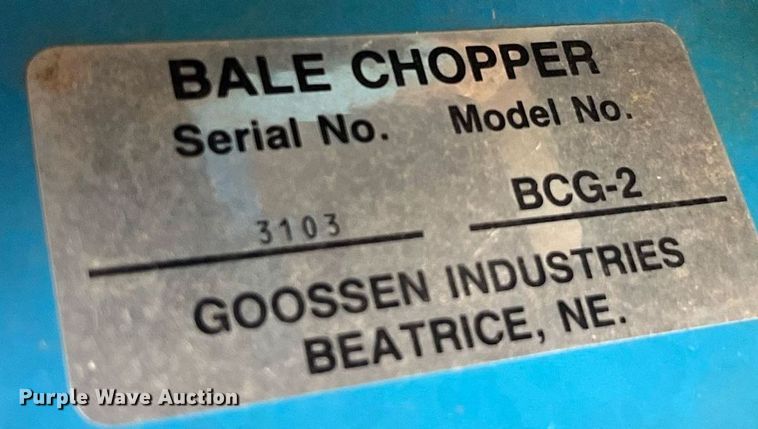 BALE CHOPPER
Serial No. Model No.
3103 BCG-2
GOOSSEN INDUSTRIES
BEATRICE, NE.
Purple Wave Auction